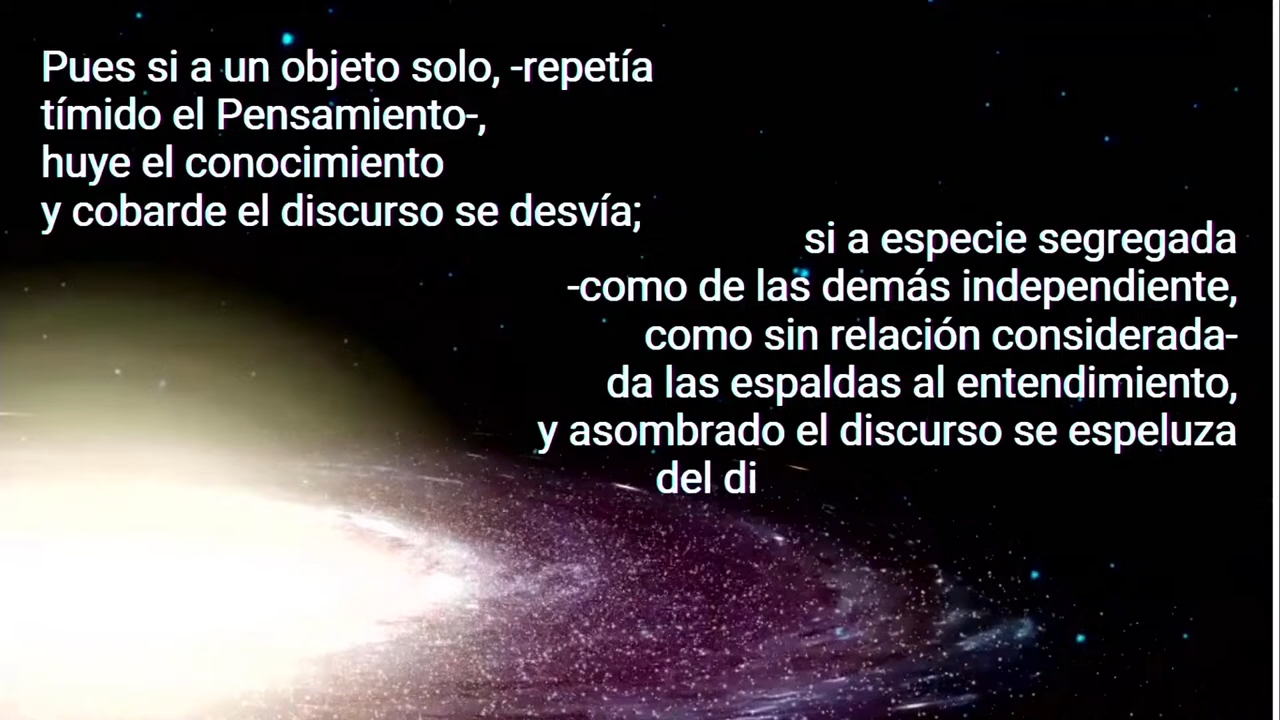 Pues si a un objeto solo, -repetía
tímido el Pensamiento-,
huye el conocimiento
y cobarde el discurso se desvía;
si a especie segregada
-como de las demás independiente,
como sin relación considerada-
da las espaldas al entendimiento,
y asombrado el discurso se espeluza
del di